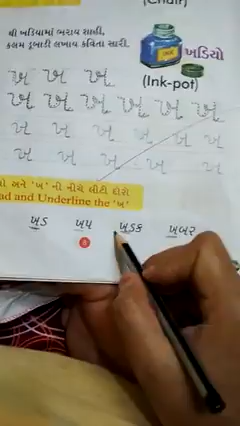 (Chair)
થી ખડિયામાં ભરાવ શાહી,
કલમ ડુબાડી લખાવ કવિતા સારી.
INK
ખડિયો
(Ink-pot)
ખ ખ ખ
ખ ખ ખ ખ ખ ખ
ખ ખ ખ ખ ખ ખ
ખ ખ ખ ખ ખ
અને 'ખ' ની નીચે લીટી દોરો
ad and Underline the 'ખ'
ખડ ખપ ખડક ખબર